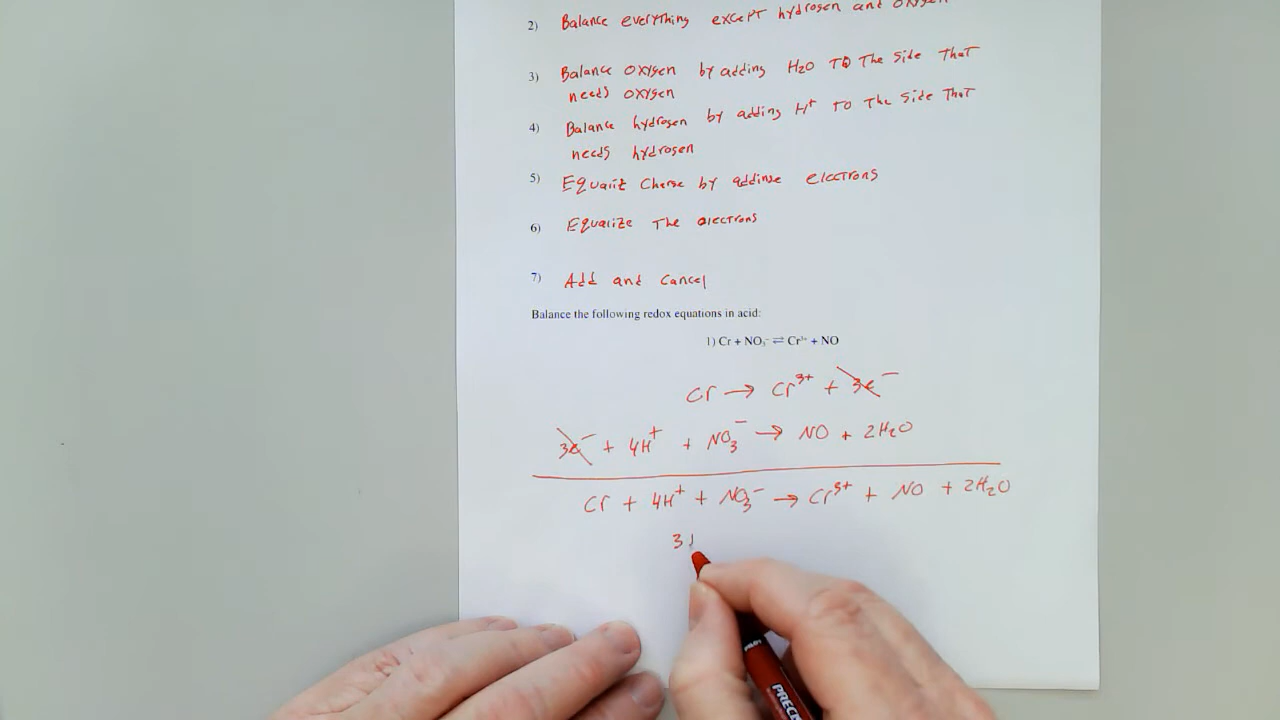 2) Balance everything except hydrogen and oxygen
3) Balance oxygen by adding H₂O To The Side That
needs oxygen
4) Balance hydrogen by adding H⁺ To The Side That
needs hydrogen
5) by electrons
6) Equalize The electrons
7) Add and Cancel
Balance the following redox equations in acid:
1) Cr + NO₃⁻ ⇌ Cr³⁺ + NO
Cr → Cr³⁺ + 3e⁻
3e⁻ + 4H⁺ + NO₃⁻ → NO + 2H₂O
Cr + 4H⁺ + NO₃⁻ → Cr³⁺ + NO + 2H₂O
3
PRECI